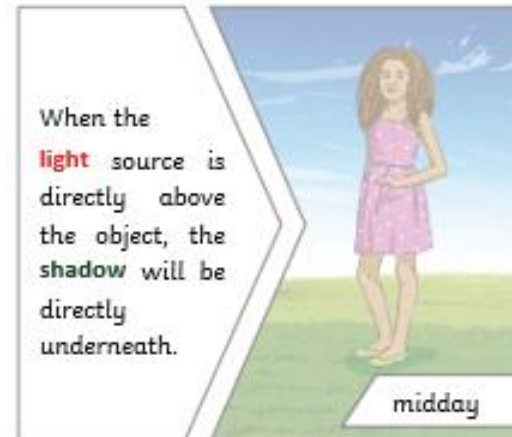 When the
light source is
directly above
the object, the
shadow will be
directly
underneath.
midday